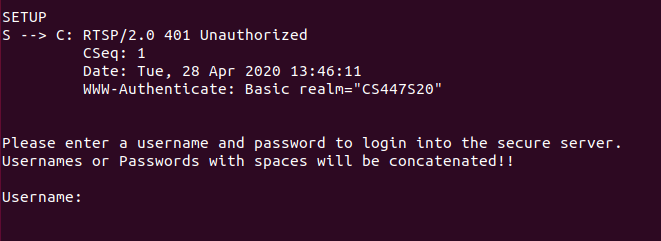 SETUP
S --> C: RTSP/2.0 401 Unauthorized
CSeq: 1
Date: Tue, 28 Apr 2020 13:46:11
WWW-Authenticate: Basic realm="CS447S20"
Please enter a username and password to login into the secure server.
Usernames or Passwords with spaces will be concatenated!!
Username: